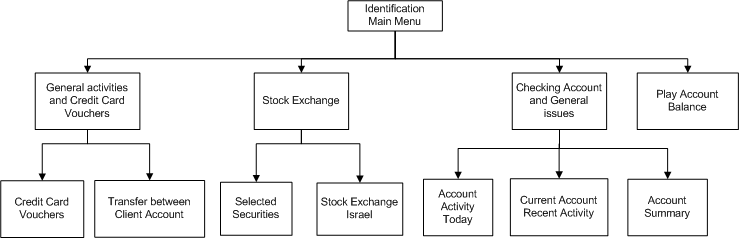 Identification
Main Menu
General activities
and Credit Card
Vouchers
Stock Exchange
Checking Account
and General
issues
Play Account
Balance
Credit Card
Vouchers
Transfer between
Client Account
Selected
Securities
Stock Exchange
Israel
Account
Activity
Today
Current Account
Recent Activity
Account
Summary